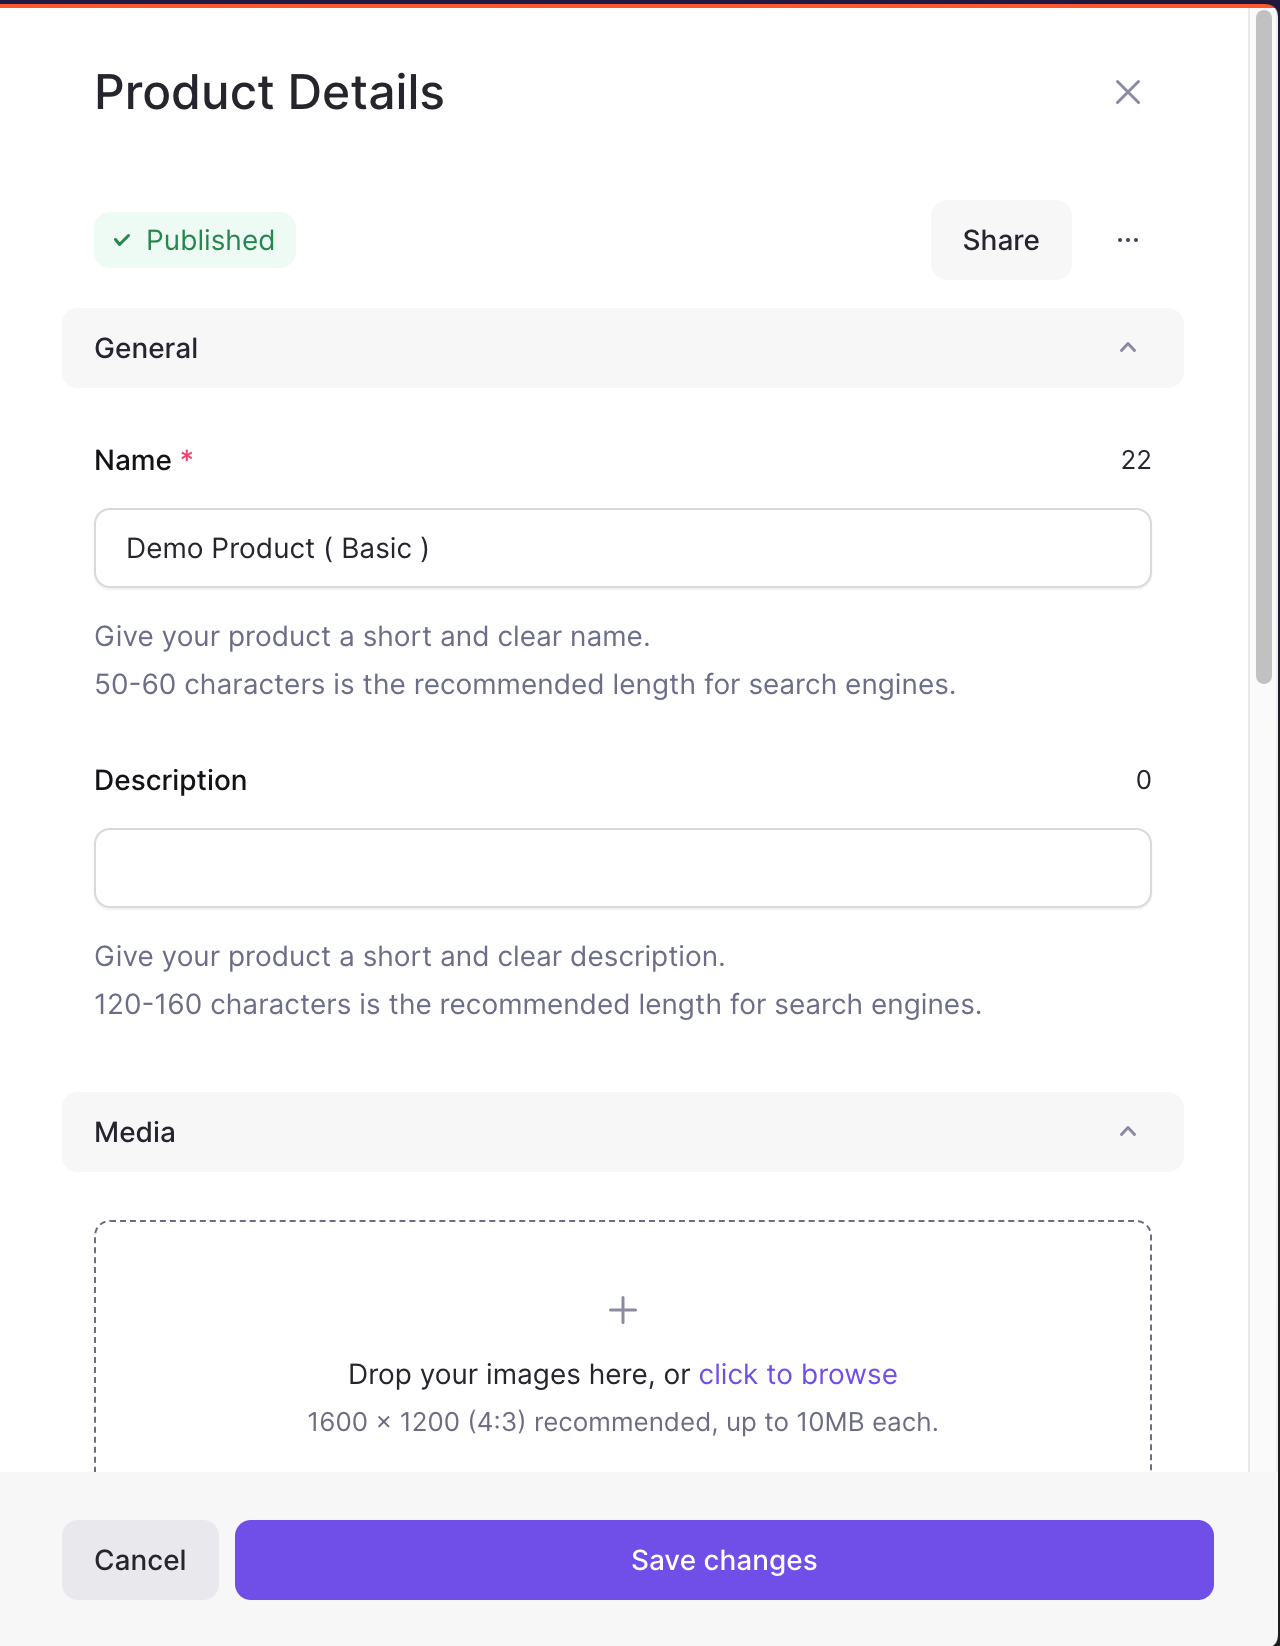 Product Details
Published
Share
General
Name *
22
Demo Product ( Basic )
Give your product a short and clear name.
50-60 characters is the recommended length for search engines.
Description
0
Give your product a short and clear description.
120-160 characters is the recommended length for search engines.
Media
Drop your images here, or click to browse
1600 × 1200 (4:3) recommended, up to 10MB each.
Cancel
Save changes